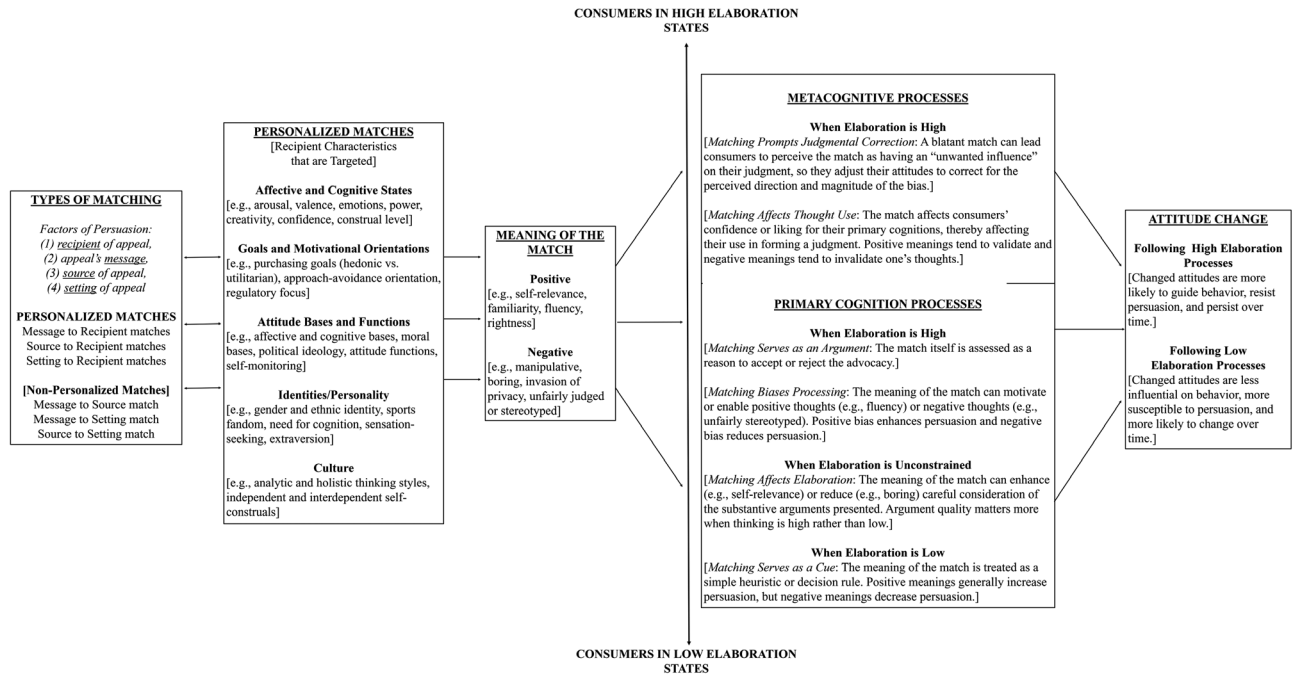 CONSUMERS IN HIGH ELABORATION
STATES
TYPES OF MATCHING
Factors of Persuasion:
(1) recipient of appeal,
(2) appeal's message,
(3) source of appeal,
(4) setting of appeal
PERSONALIZED MATCHES
Message to Recipient matches
Source to Recipient matches
Setting to Recipient matches
[Non-Personalized Matches]
Message to Source match
Message to Setting match
Source to Setting match
PERSONALIZED MATCHES
[Recipient Characteristics
that are Targeted]
Affective and Cognitive States
[e.g., arousal, valence, emotions, power,
creativity, confidence, construal level]
Goals and Motivational Orientations
[e.g., purchasing goals (hedonic vs.
utilitarian), approach-avoidance orientation,
regulatory focus]
Attitude Bases and Functions
[e.g., affective and cognitive bases, moral
bases, political ideology, attitude functions,
self-monitoring]
Identities/Personality
[e.g., gender and ethnic identity, sports
fandom, need for cognition, sensation-
seeking, extraversion]
Culture
[e.g., analytic and holistic thinking styles,
independent and interdependent self-
construals]
MEANING OF THE
MATCH
Positive
[e.g., self-relevance,
familiarity, fluency,
rightness]
Negative
[e.g., manipulative,
boring, invasion of
privacy, unfairly judged
or stereotyped]
METACOGNITIVE PROCESSES
When Elaboration is High
[Matching Prompts Judgmental Correction: A blatant match can lead
consumers to perceive the match as having an "unwanted influence"
on their judgment, so they adjust their attitudes to correct for the
perceived direction and magnitude of the bias.]
[Matching Affects Thought Use: The match affects consumers'
confidence or liking for their primary cognitions, thereby affecting
their use in forming a judgment. Positive meanings tend to validate and
negative meanings tend to invalidate one's thoughts.]
PRIMARY COGNITION PROCESSES
When Elaboration is High
[Matching Serves as an Argument: The match itself is assessed as a
reason to accept or reject the advocacy.]
[Matching Biases Processing: The meaning of the match can motivate
or enable positive thoughts (e.g., fluency) or negative thoughts (e.g.,
unfairly stereotyped). Positive bias enhances persuasion and negative
bias reduces persuasion.]
When Elaboration is Unconstrained
[Matching Affects Elaboration: The meaning of the match can enhance
(e.g., self-relevance) or reduce (e.g., boring) careful consideration of
the substantive arguments presented. Argument quality matters more
when thinking is high rather than low.]
When Elaboration is Low
[Matching Serves as a Cue: The meaning of the match is treated as a
simple heuristic or decision rule. Positive meanings generally increase
persuasion, but negative meanings decrease persuasion.]
ATTITUDE CHANGE
Following High Elaboration
Processes
[Changed attitudes are more
likely to guide behavior, resist
persuasion, and persist over
time.]
Following Low
Elaboration Processes
[Changed attitudes are less
influential on behavior, more
susceptible to persuasion, and
more likely to change over
time.]
CONSUMERS IN LOW ELABORATION
STATES